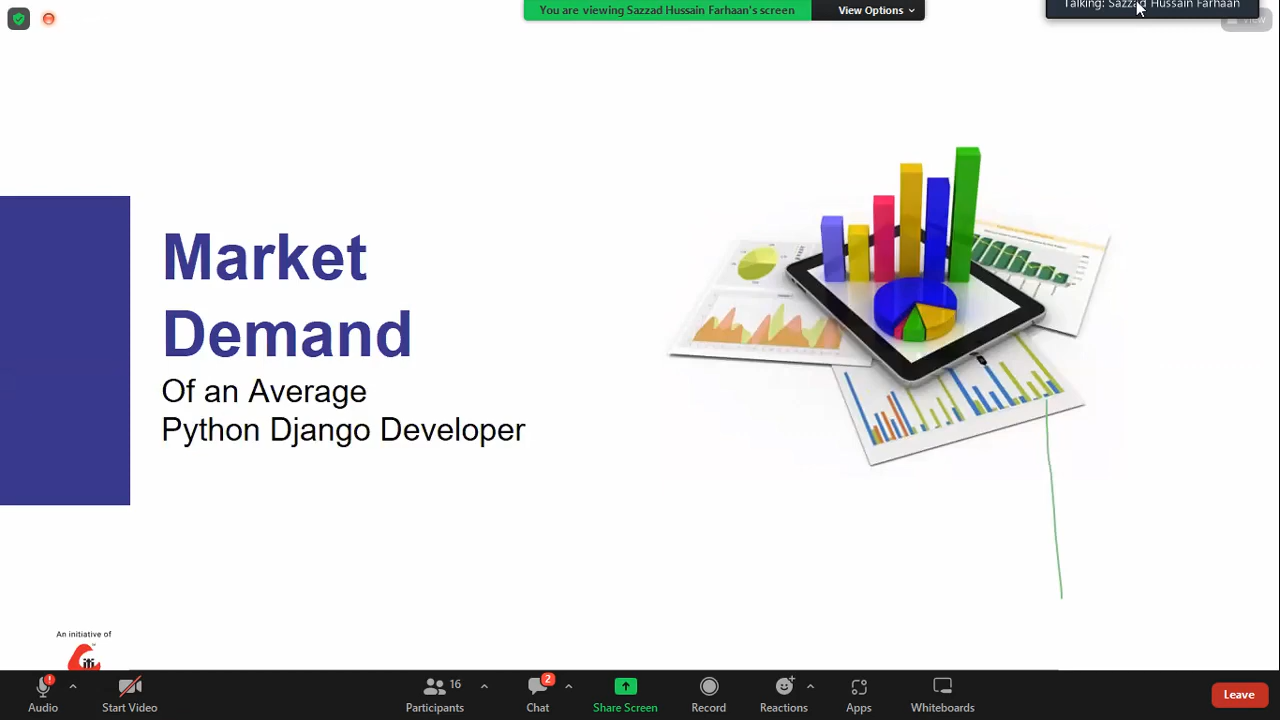 You are viewing Sazzad Hussain Farhaan's screen
View Options
Talking: Sazzad Hussain Farhaan
View
Market
Demand
Of an Average
Python Django Developer
An initiative of
Audio
Start Video
Participants
16
Chat
2
Share Screen
Record
Reactions
Apps
Whiteboards
Leave